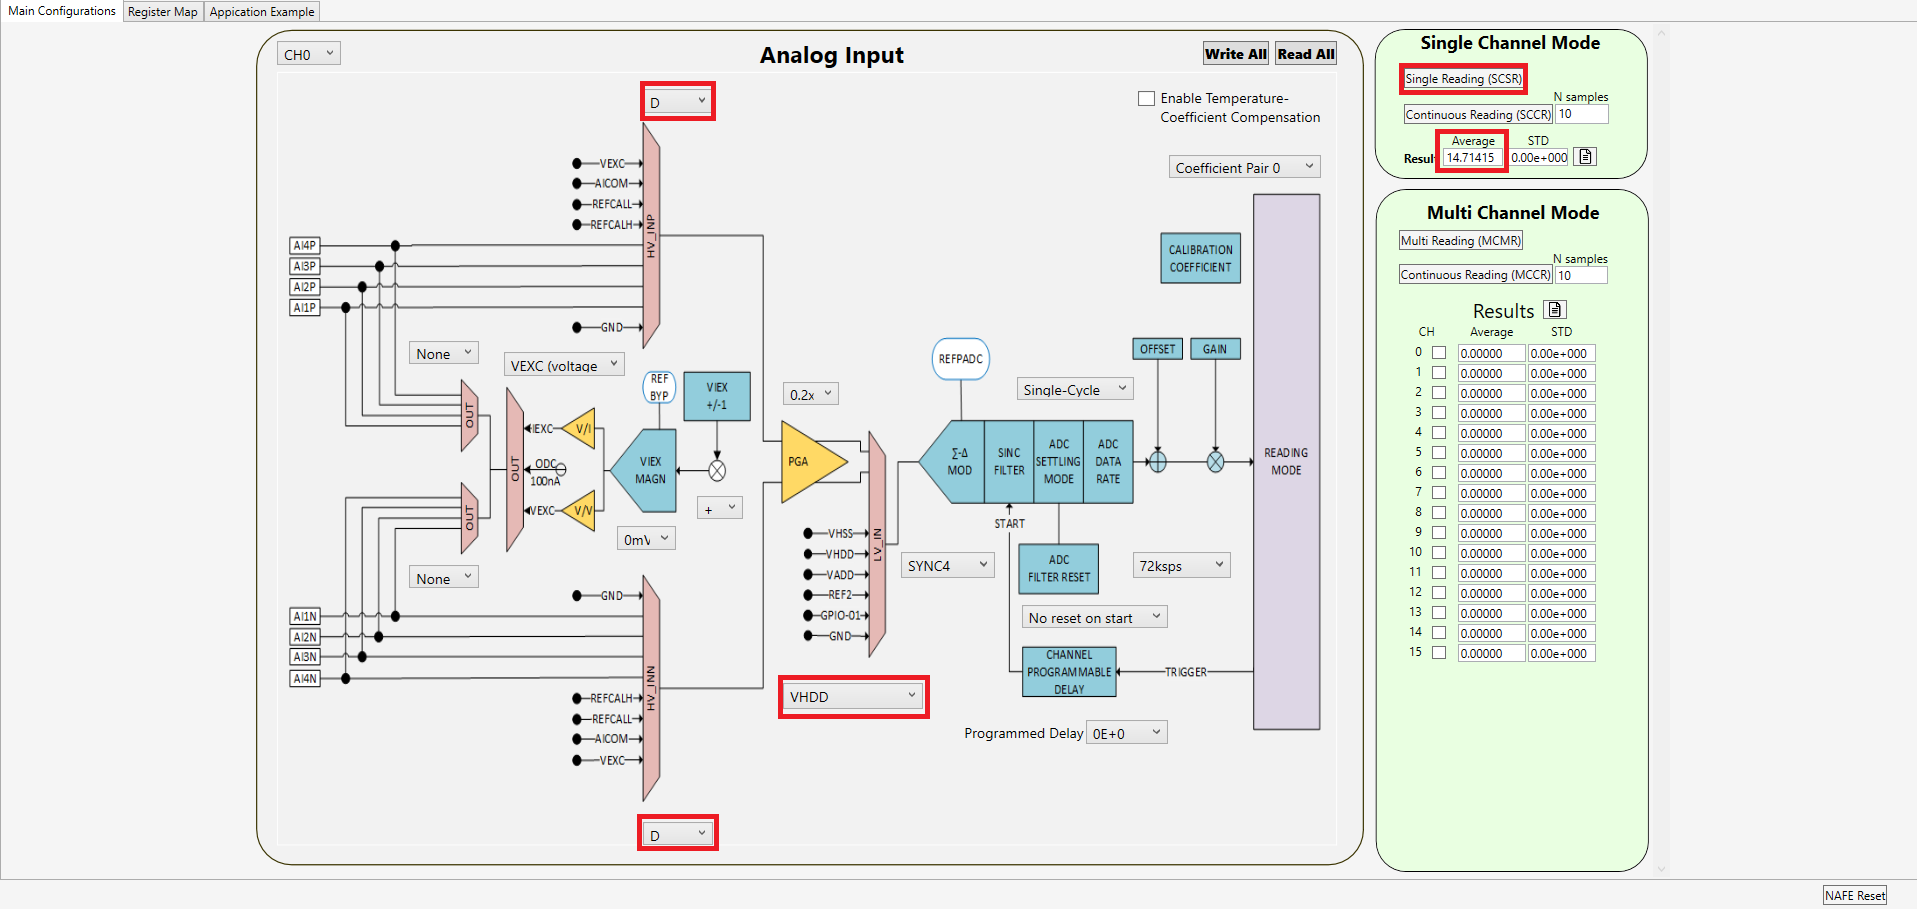 Main Configurations
Register Map
Appication Example
CH0
Analog Input
Write All
Read All
D
Enable Temperature-
Coefficient Compensation
Coefficient Pair 0
VEXC
AICOM
REFCALL
REFCALH
HV_INP
AI4P
AI3P
AI2P
AI1P
GND
CALIBRATION
COEFFICIENT
None
VEXC (voltage
REF
BYP
VIEX
+/-1
0.2x
REFPADC
Single-Cycle
OFFSET
GAIN
OUT
IEXC
V/I
ODC
100nA
OUT
VEXC
V/V
OUT
VIEX
MAGN
+
0mV
PGA
Σ-Δ
MOD
SINC
FILTER
ADC
SETTLING
MODE
ADC
DATA
RATE
READING
MODE
START
VHSS
VHDD
VADD
REF2
GPIO-01
GND
LV_IN
SYNC4
ADC
FILTER RESET
72ksps
None
No reset on start
GND
AI1N
AI2N
AI3N
AI4N
REFCALH
REFCALL
AICOM
VEXC
HV_INN
CHANNEL
PROGRAMMABLE
DELAY
TRIGGER
VHDD
Programmed Delay
0E+0
D
Single Channel Mode
Single Reading (SCSR)
N samples
Continuous Reading (SCCR)
10
Average
STD
Result
14.71415
0.00e+000
Multi Channel Mode
Multi Reading (MCMR)
N samples
Continuous Reading (MCCR)
10
Results
CH Average STD
0 0.00000 0.00e+000
1 0.00000 0.00e+000
2 0.00000 0.00e+000
3 0.00000 0.00e+000
4 0.00000 0.00e+000
5 0.00000 0.00e+000
6 0.00000 0.00e+000
7 0.00000 0.00e+000
8 0.00000 0.00e+000
9 0.00000 0.00e+000
10 0.00000 0.00e+000
11 0.00000 0.00e+000
12 0.00000 0.00e+000
13 0.00000 0.00e+000
14 0.00000 0.00e+000
15 0.00000 0.00e+000
NAFE Reset